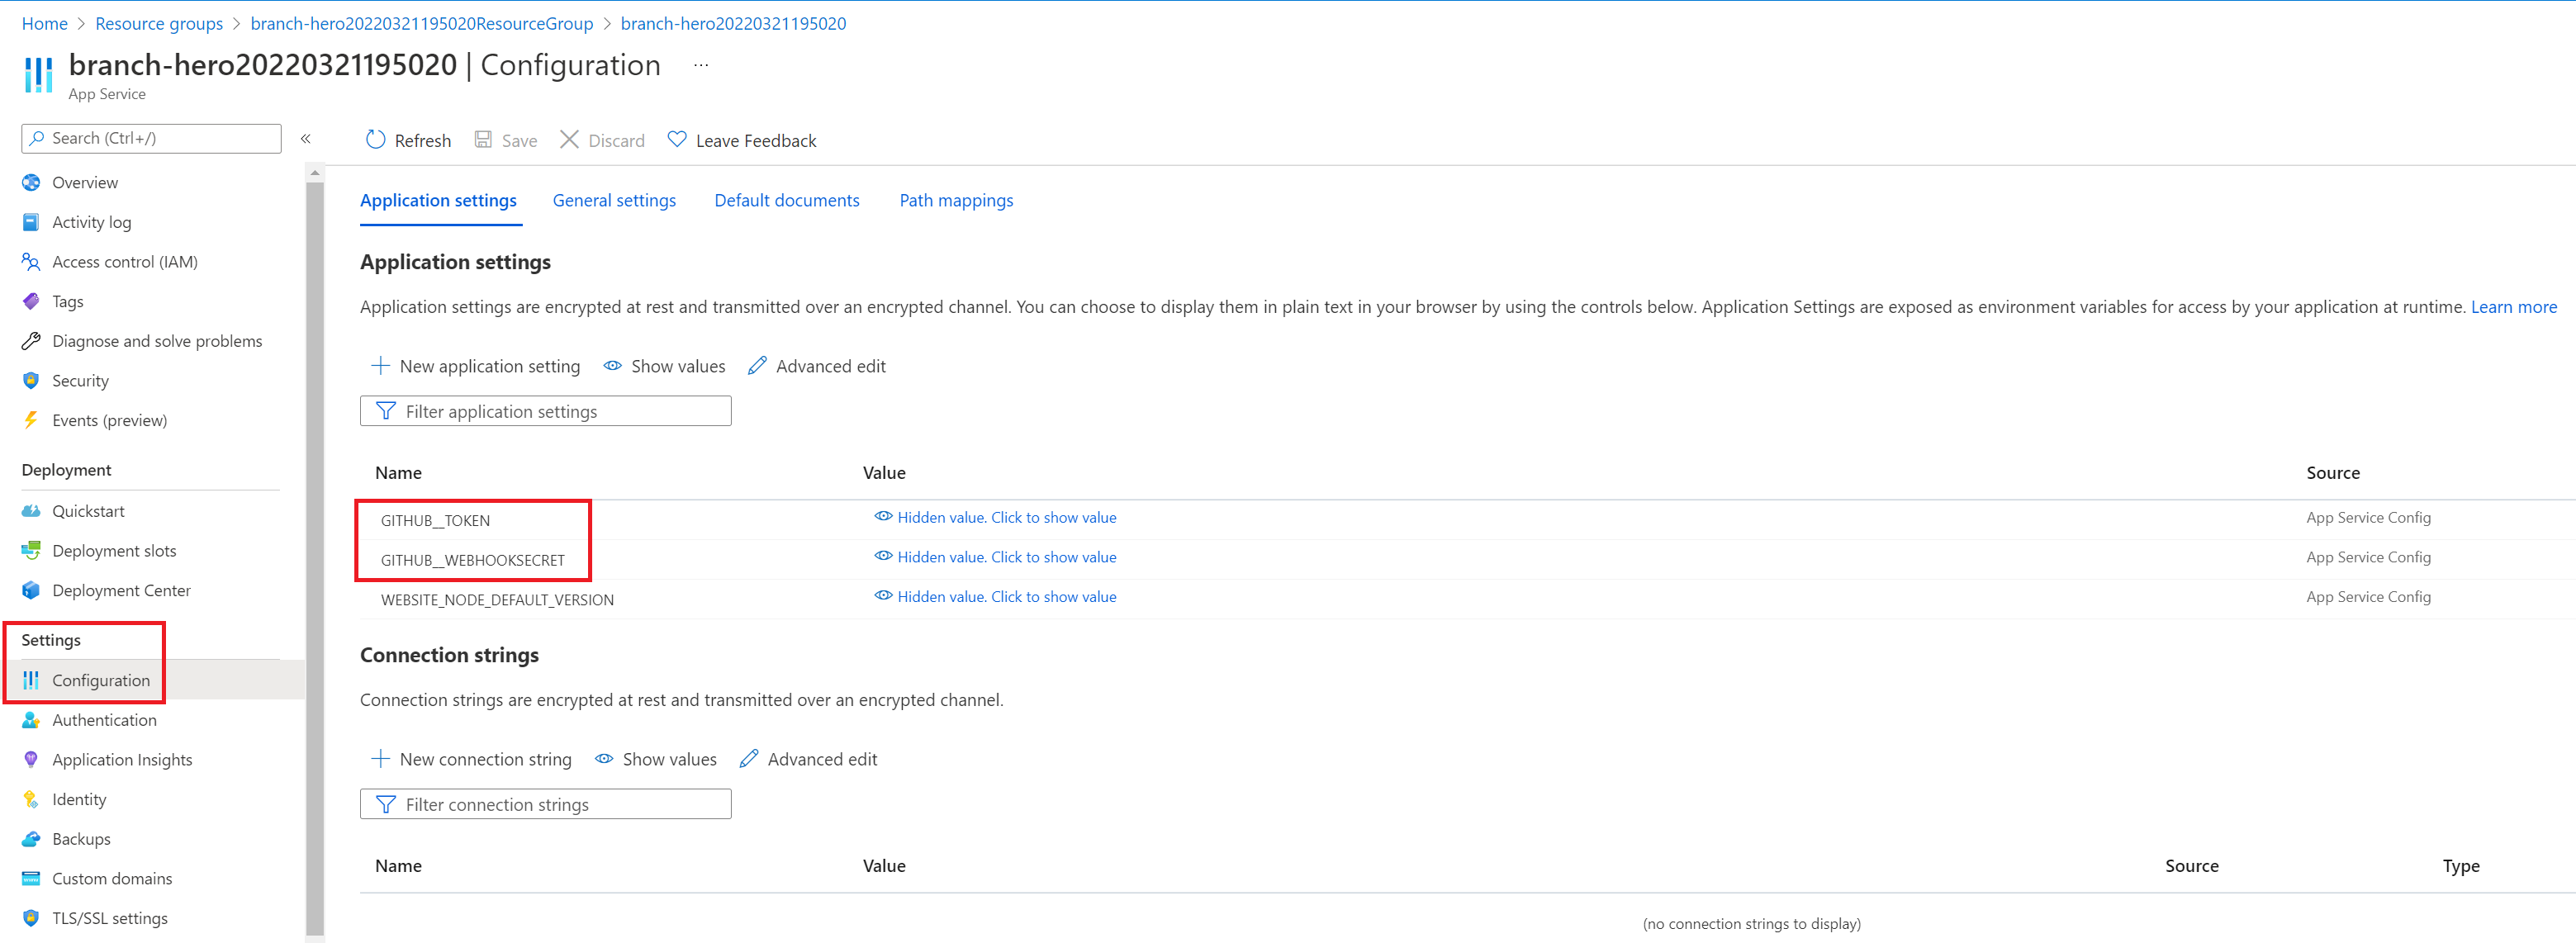 Home > Resource groups > branch-hero20220321195020ResourceGroup > branch-hero20220321195020
branch-hero20220321195020 | Configuration ...
App Service
Search (Ctrl+/) «
Refresh Save Discard Leave Feedback
Overview
Activity log
Access control (IAM)
Tags
Diagnose and solve problems
Security
Events (preview)
Deployment
Quickstart
Deployment slots
Deployment Center
Settings
Configuration
Authentication
Application Insights
Identity
Backups
Custom domains
TLS/SSL settings
Application settings General settings Default documents Path mappings
Application settings
Application settings are encrypted at rest and transmitted over an encrypted channel. You can choose to display them in plain text in your browser by using the controls below. Application Settings are exposed as environment variables for access by your application at runtime. Learn more
New application setting Show values Advanced edit
Filter application settings
Name Value Source
GITHUB__TOKEN Hidden value. Click to show value App Service Config
GITHUB__WEBHOOKSECRET Hidden value. Click to show value App Service Config
WEBSITE_NODE_DEFAULT_VERSION Hidden value. Click to show value App Service Config
Connection strings
Connection strings are encrypted at rest and transmitted over an encrypted channel.
New connection string Show values Advanced edit
Filter connection strings
Name Value Source Type
(no connection strings to display)